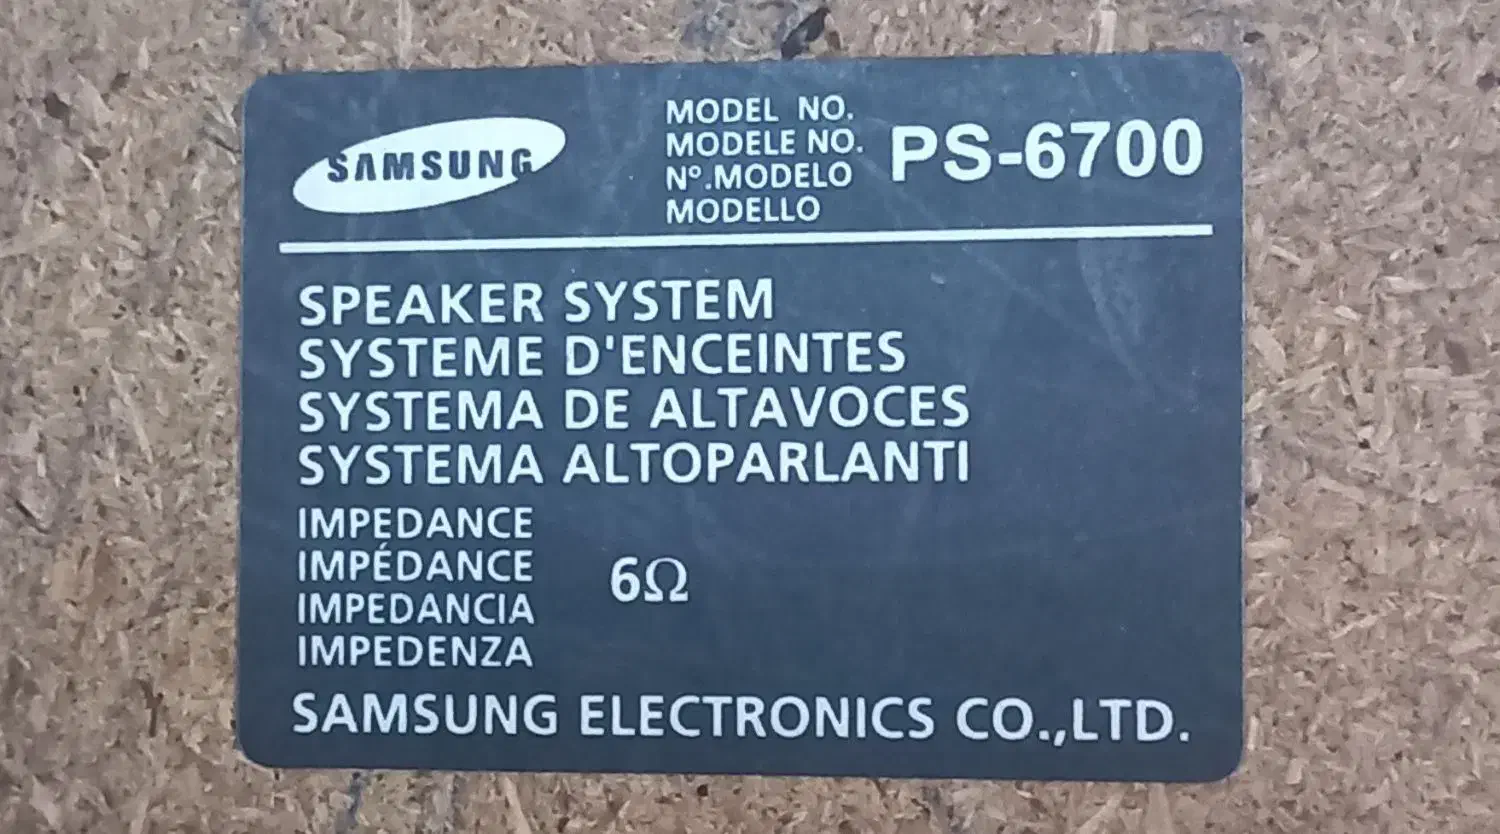 SAMSUNG
MODEL NO.
MODELE NO.
Nº.MODELO
MODELLO
PS-6700
SPEAKER SYSTEM
SYSTEME D'ENCEINTES
SYSTEMA DE ALTAVOCES
SYSTEMA ALTOPARLANTI
IMPEDANCE
IMPÉDANCE
IMPEDANCIA
IMPEDENZA
6Ω
SAMSUNG ELECTRONICS CO.,LTD.